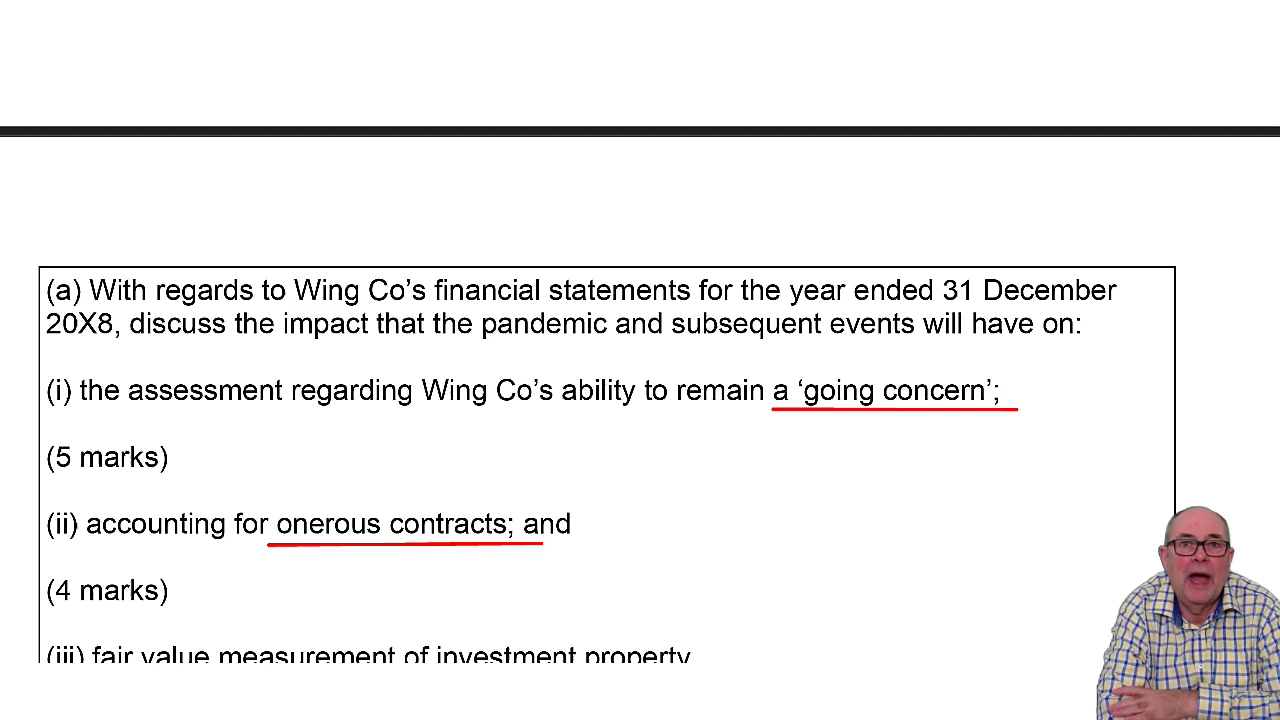 (a) With regards to Wing Co’s financial statements for the year ended 31 December
20X8, discuss the impact that the pandemic and subsequent events will have on:
(i) the assessment regarding Wing Co’s ability to remain a ‘going concern’;
(5 marks)
(ii) accounting for onerous contracts; and
(4 marks)
(iii) fair value measurement of investment property